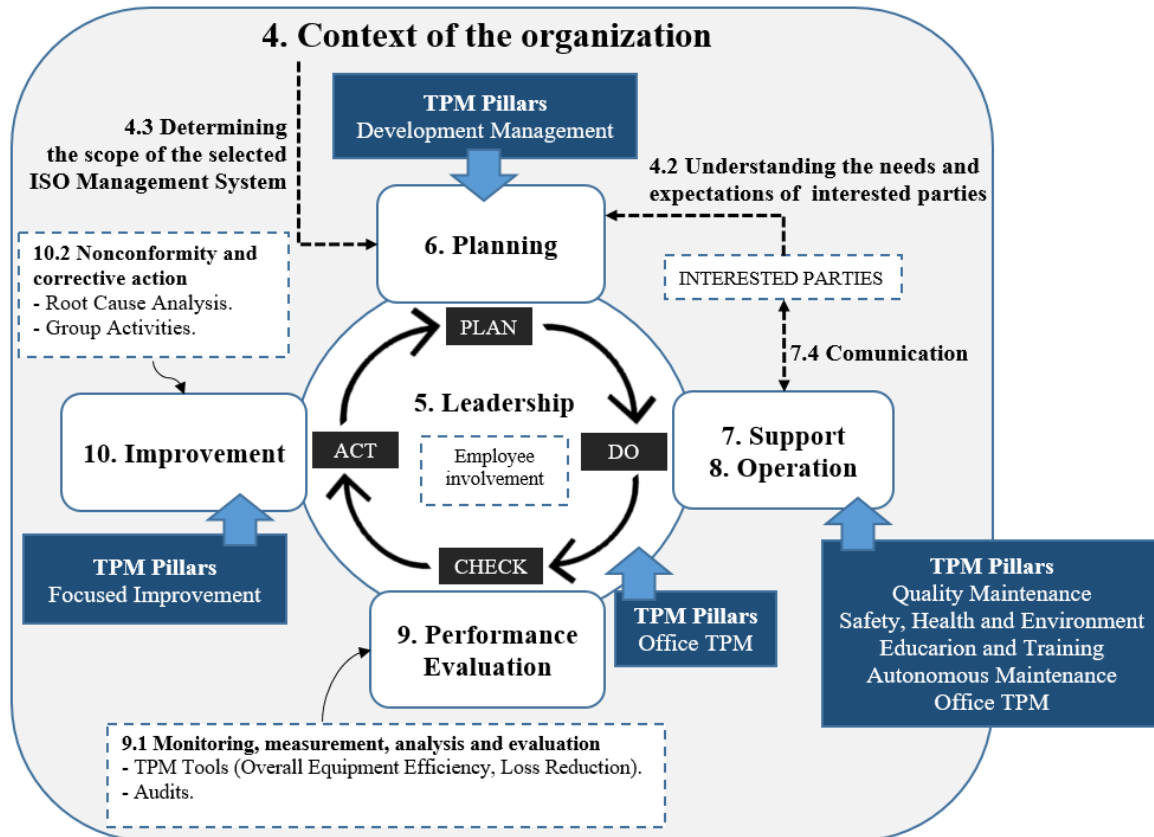 4. Context of the organization
TPM Pillars
Development Management
4.3 Determining
the scope of the selected
ISO Management System
4.2 Understanding the needs and
expectations of interested parties
6. Planning
10.2 Nonconformity and
corrective action
- Root Cause Analysis.
- Group Activities.
INTERESTED PARTIES
PLAN
7.4 Comunication
5. Leadership
10. Improvement
ACT
Employee
involvement
DO
7. Support
8. Operation
CHECK
TPM Pillars
Focused Improvement
9. Performance
Evaluation
TPM Pillars
Office TPM
TPM Pillars
Quality Maintenance
Safety, Health and Environment
Educarion and Training
Autonomous Maintenance
Office TPM
9.1 Monitoring, measurement, analysis and evaluation
- TPM Tools (Overall Equipment Efficiency, Loss Reduction).
- Audits.